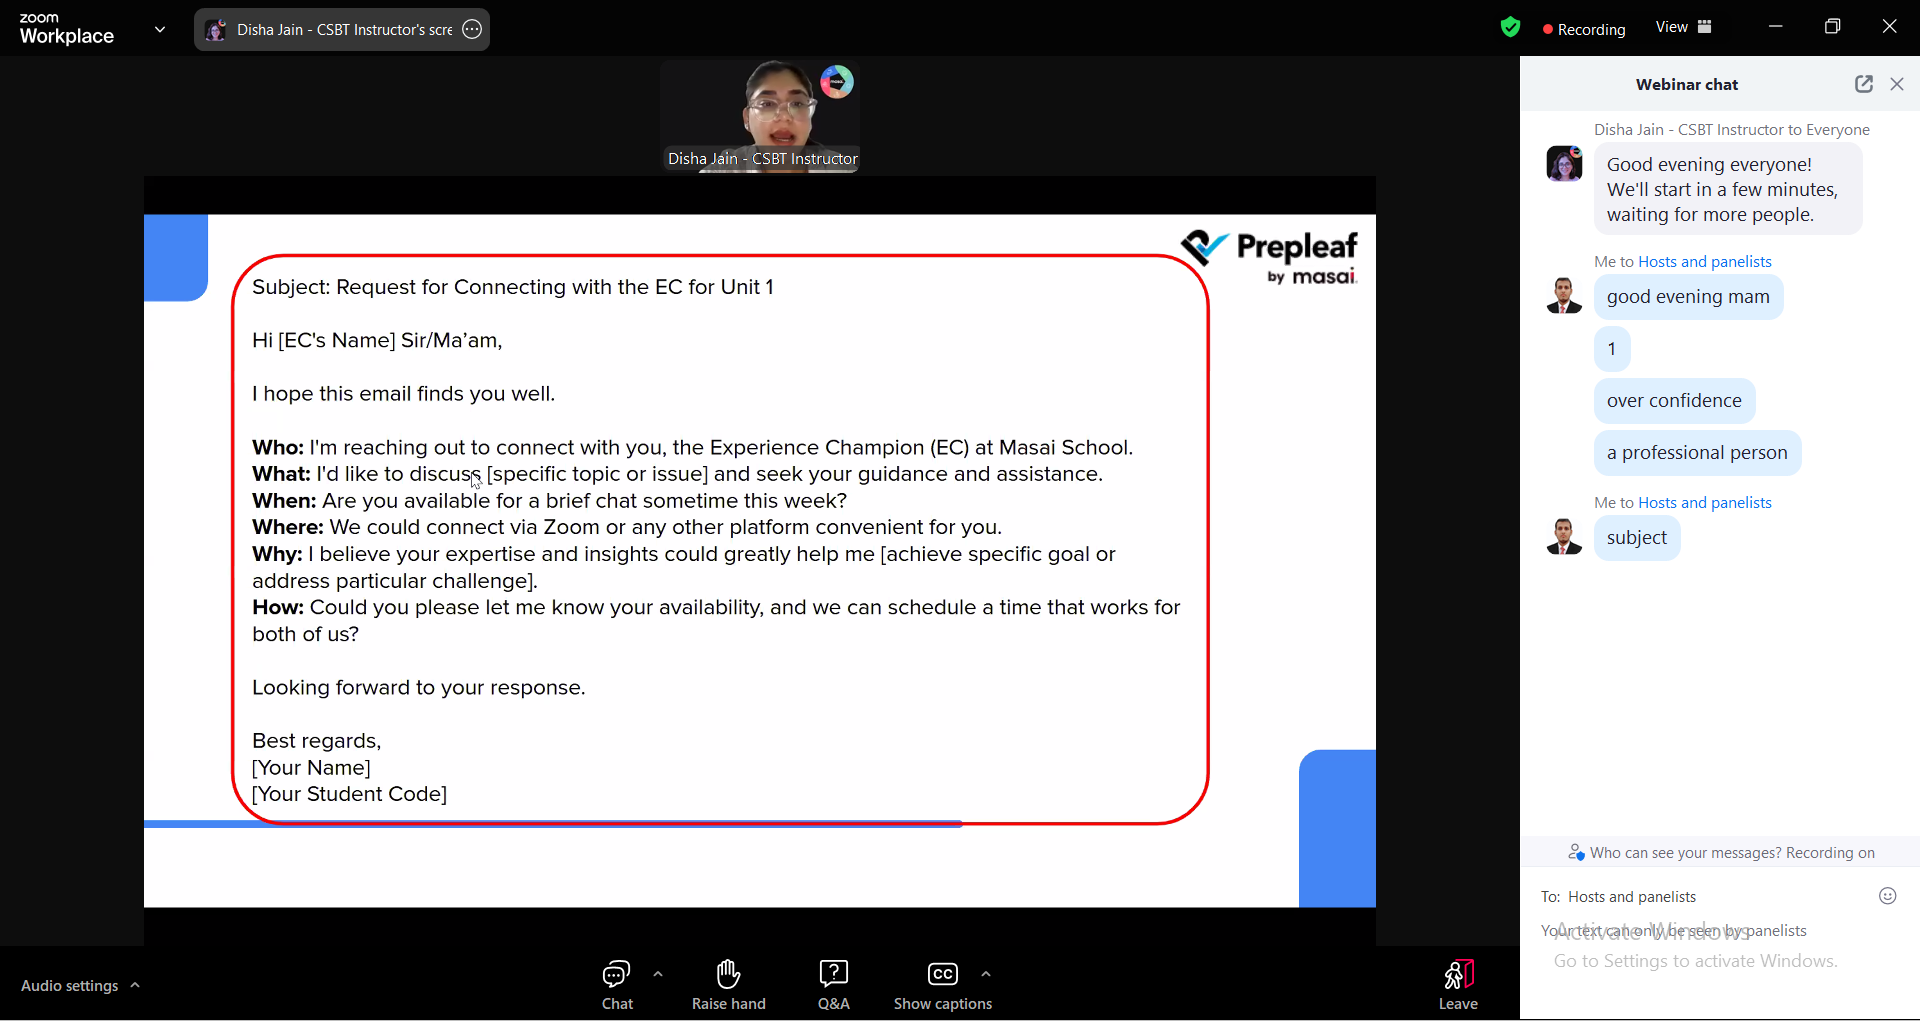 zoom
Workplace
Disha Jain - CSBT Instructor's scre
Recording
View
Disha Jain - CSBT Instructor
Prepleaf
by masai.
Subject: Request for Connecting with the EC for Unit 1
Hi [EC's Name] Sir/Ma’am,
I hope this email finds you well.
Who: I'm reaching out to connect with you, the Experience Champion (EC) at Masai School.
What: I'd like to discuss [specific topic or issue] and seek your guidance and assistance.
When: Are you available for a brief chat sometime this week?
Where: We could connect via Zoom or any other platform convenient for you.
Why: I believe your expertise and insights could greatly help me [achieve specific goal or
address particular challenge].
How: Could you please let me know your availability, and we can schedule a time that works for
both of us?
Looking forward to your response.
Best regards,
[Your Name]
[Your Student Code]
Webinar chat
Disha Jain - CSBT Instructor to Everyone
Good evening everyone!
We'll start in a few minutes,
waiting for more people.
Me to Hosts and panelists
good evening mam
1
over confidence
a professional person
Me to Hosts and panelists
subject
Who can see your messages? Recording on
To: Hosts and panelists
Your text can only be seen by panelists
Activate Windows
Go to Settings to activate Windows.
Audio settings
Chat
Raise hand
Q&A
CC
Show captions
Leave